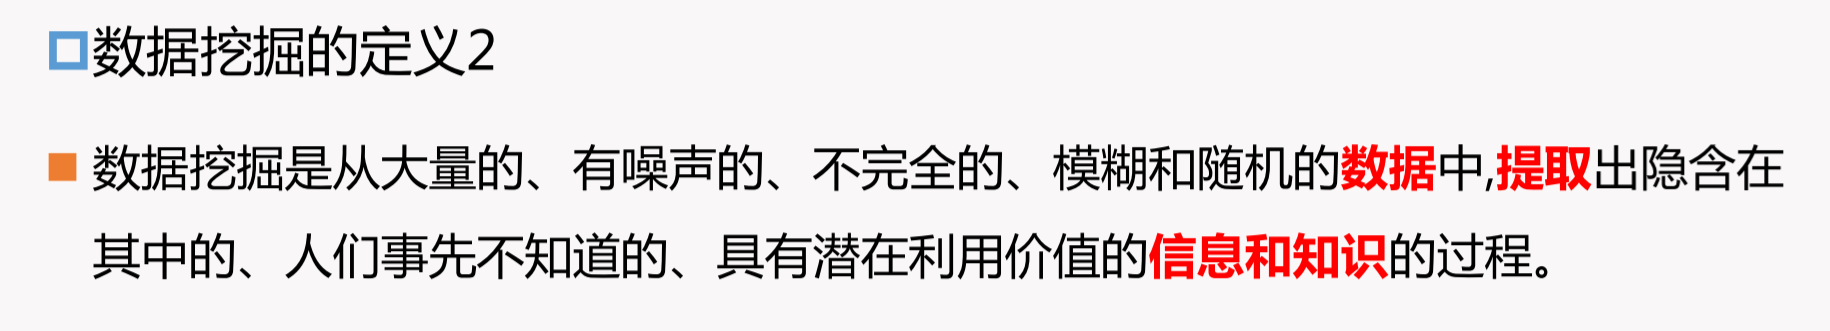 数据挖掘的定义2
数据挖掘是从大量的、有噪声的、不完全的、模糊和随机的数据中,提取出隐含在
其中的、人们事先不知道的、具有潜在利用价值的信息和知识的过程。